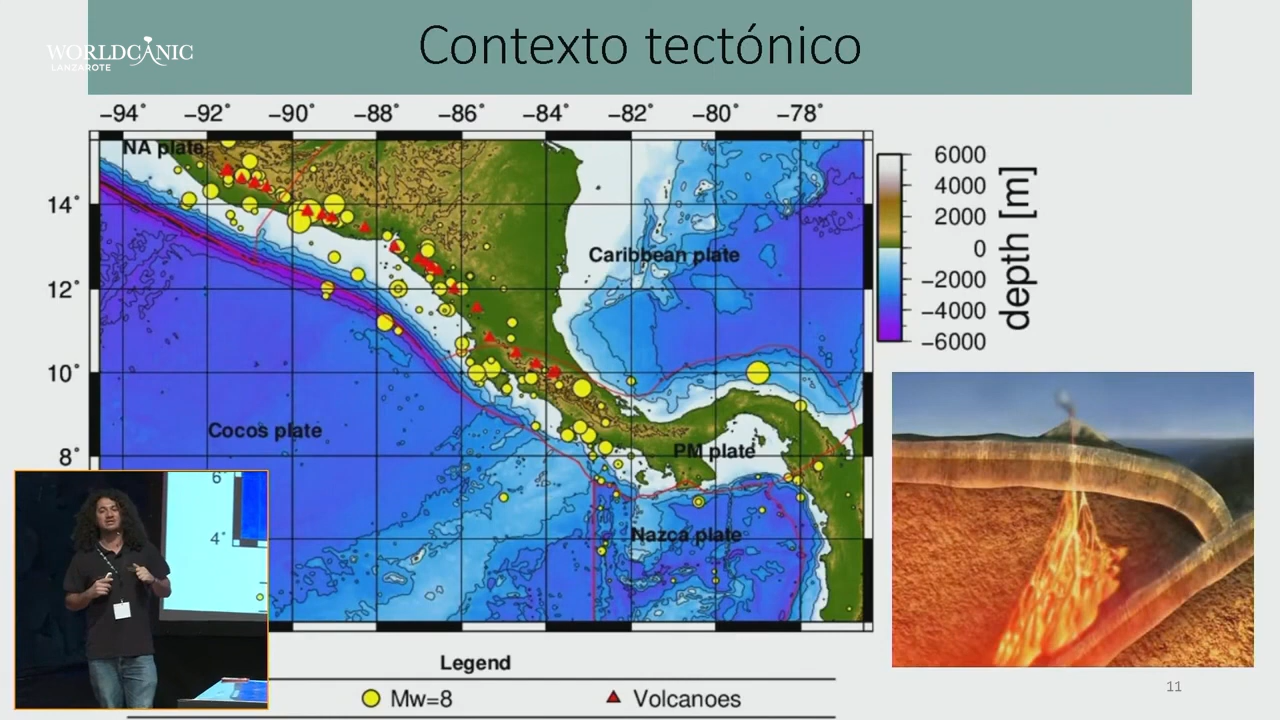 WORLDCANIC
LANZAROTE
Contexto tectónico
−94° −92° −90° −88° −86° −84° −82° −80° −78°
NA plate
14°
12°
10°
8°
Caribbean plate
Cocos plate
PM plate
Nazca plate
6000
4000
2000
0
−2000
−4000
−6000
depth [m]
6°
4°
Legend
Mw=8 Volcanoes
11